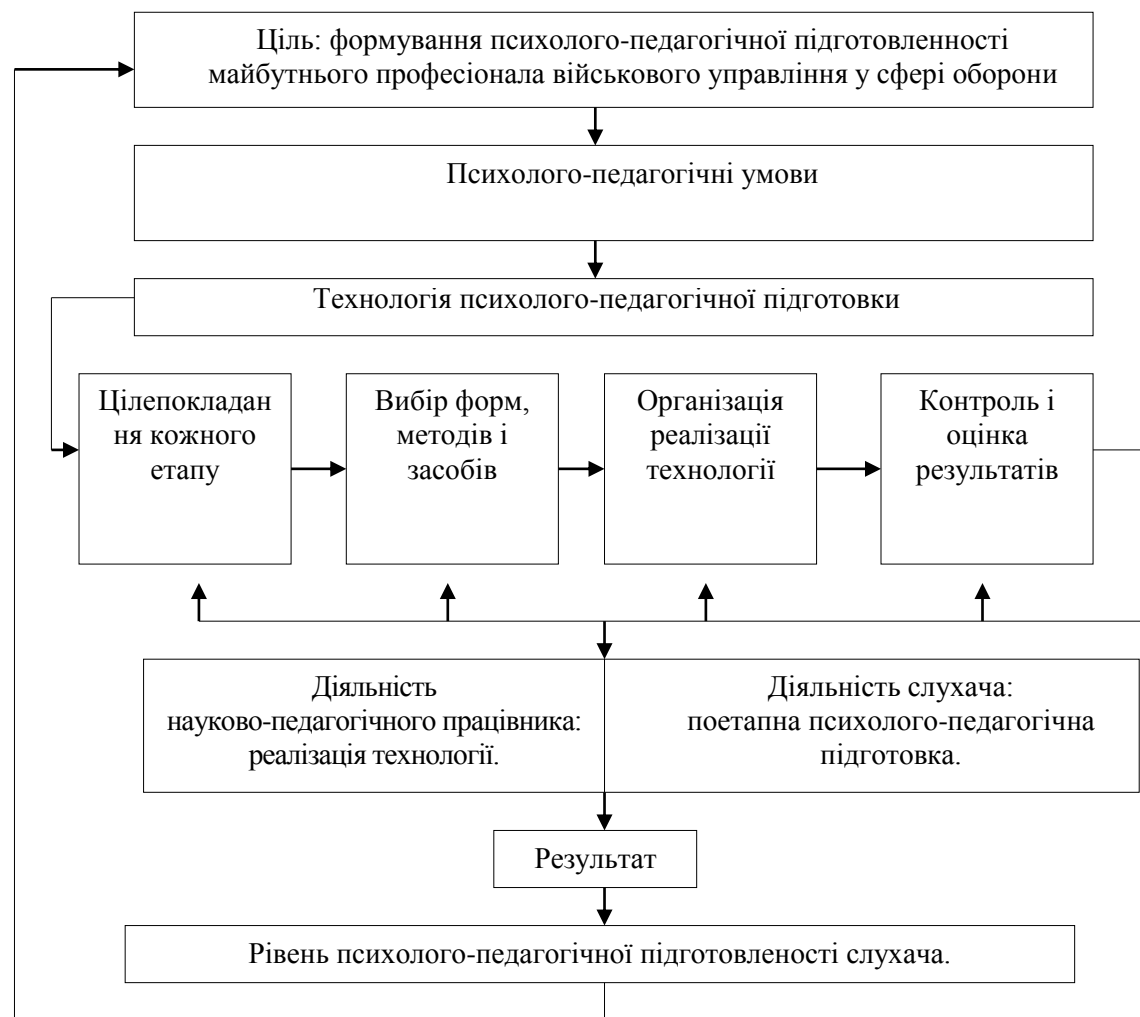 Ціль: формування психолого-педагогічної підготовленності
майбутнього професіонала військового управління у сфері оборони
Психолого-педагогічні умови
Технологія психолого-педагогічної підготовки
Цілепокладан
ня кожного
етапу
Вибір форм,
методів і
засобів
Організація
реалізації
технології
Контроль і
оцінка
результатів
Діяльність
науково-педагогічного працівника:
реалізація технології.
Діяльність слухача:
поетапна психолого-педагогічна
підготовка.
Результат
Рівень психолого-педагогічної підготовленості слухача.